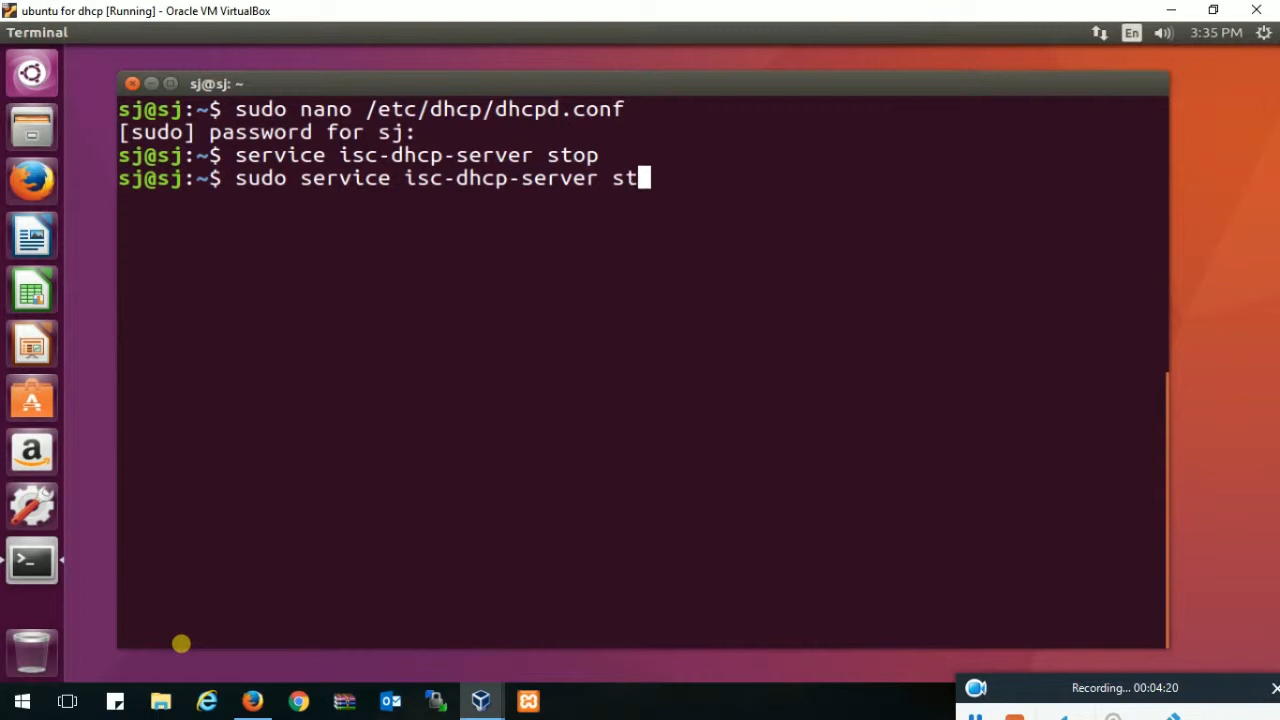 ubuntu for dhcp [Running] - Oracle VM VirtualBox
Terminal
En
3:35 PM
sj@sj: ~
sj@sj:~$ sudo nano /etc/dhcp/dhcpd.conf
[sudo] password for sj:
sj@sj:~$ service isc-dhcp-server stop
sj@sj:~$ sudo service isc-dhcp-server st
Recording... 00:04:20